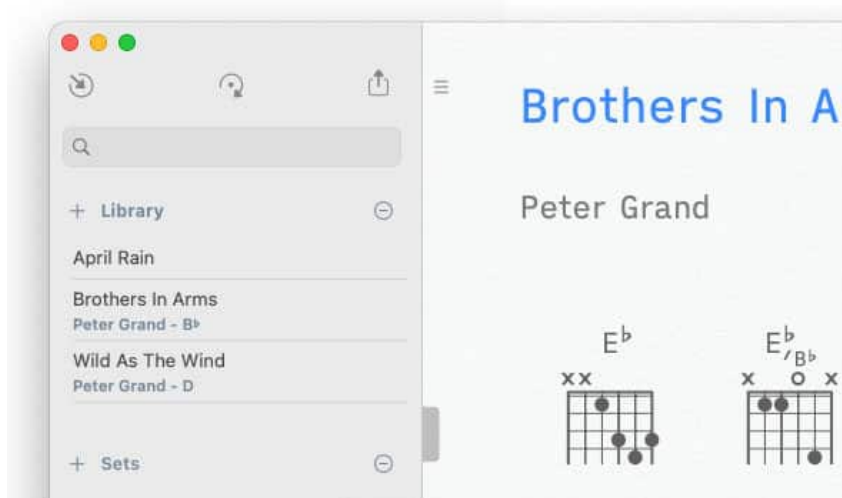 Library
April Rain
Brothers In Arms
Peter Grand - B♭
Wild As The Wind
Peter Grand - D
Sets
Brothers In A
Peter Grand
E♭
E♭/B♭
xx
x o x